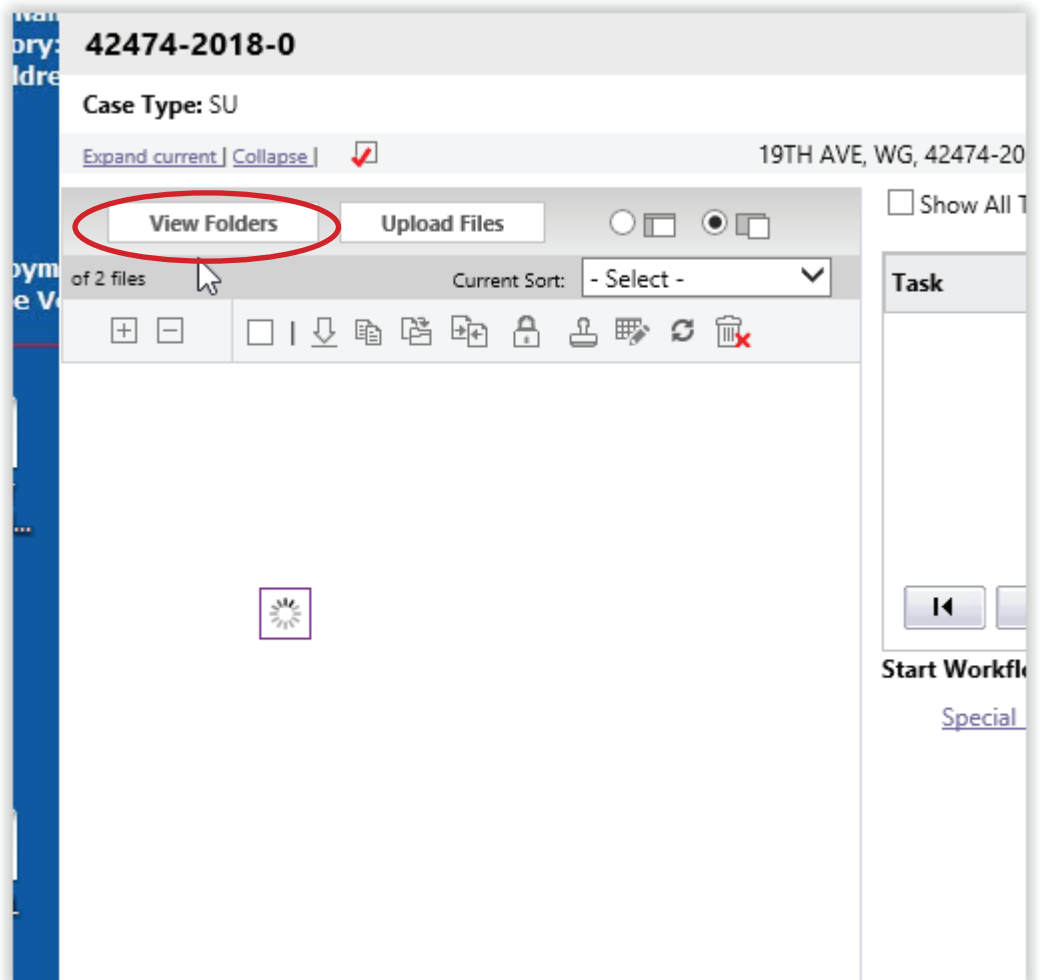 42474-2018-0
Case Type: SU
Expand current | Collapse |
19TH AVE, WG, 42474-20
View Folders
Upload Files
Show All T
of 2 files
Current Sort:
- Select -
Task
Start Workfl
Special